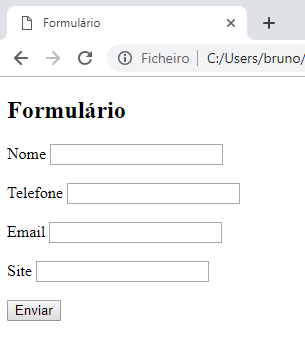 Formulário
Ficheiro C:/Users/bruno/
Formulário
Nome
Telefone
Email
Site
Enviar